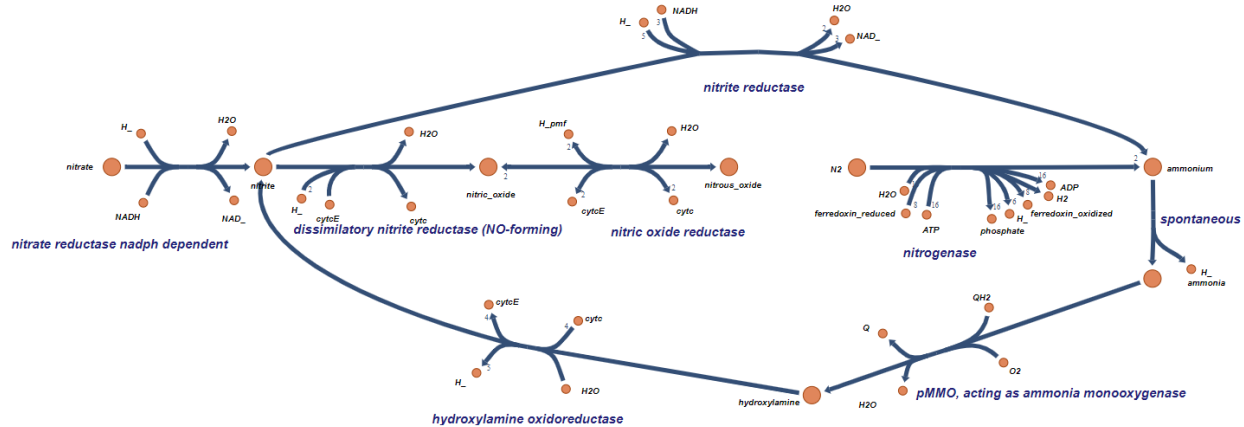 NADH
H_
3
5
H2O
2
NAD_
3
nitrite reductase
H_
H2O
nitrate
nitrite
NADH
NAD_
nitrate reductase nadph dependent
H2O
2
H_
cytcE
cytc
nitric_oxide
dissimilatory nitrite reductase (NO-forming)
H_pmf
2
H2O
2
2
cytcE
2
cytc
nitrous_oxide
nitric oxide reductase
N2
2
ammonium
H2O
ferredoxin_reduced
8
16
ATP
16
phosphate
6
H_
8
ferredoxin_oxidized
H2
16
ADP
nitrogenase
spontaneous
H_
ammonia
QH2
Q
O2
H2O
pMMO, acting as ammonia monooxygenase
hydroxylamine
cytcE
4
4
cytc
5
H_
H2O
hydroxylamine oxidoreductase